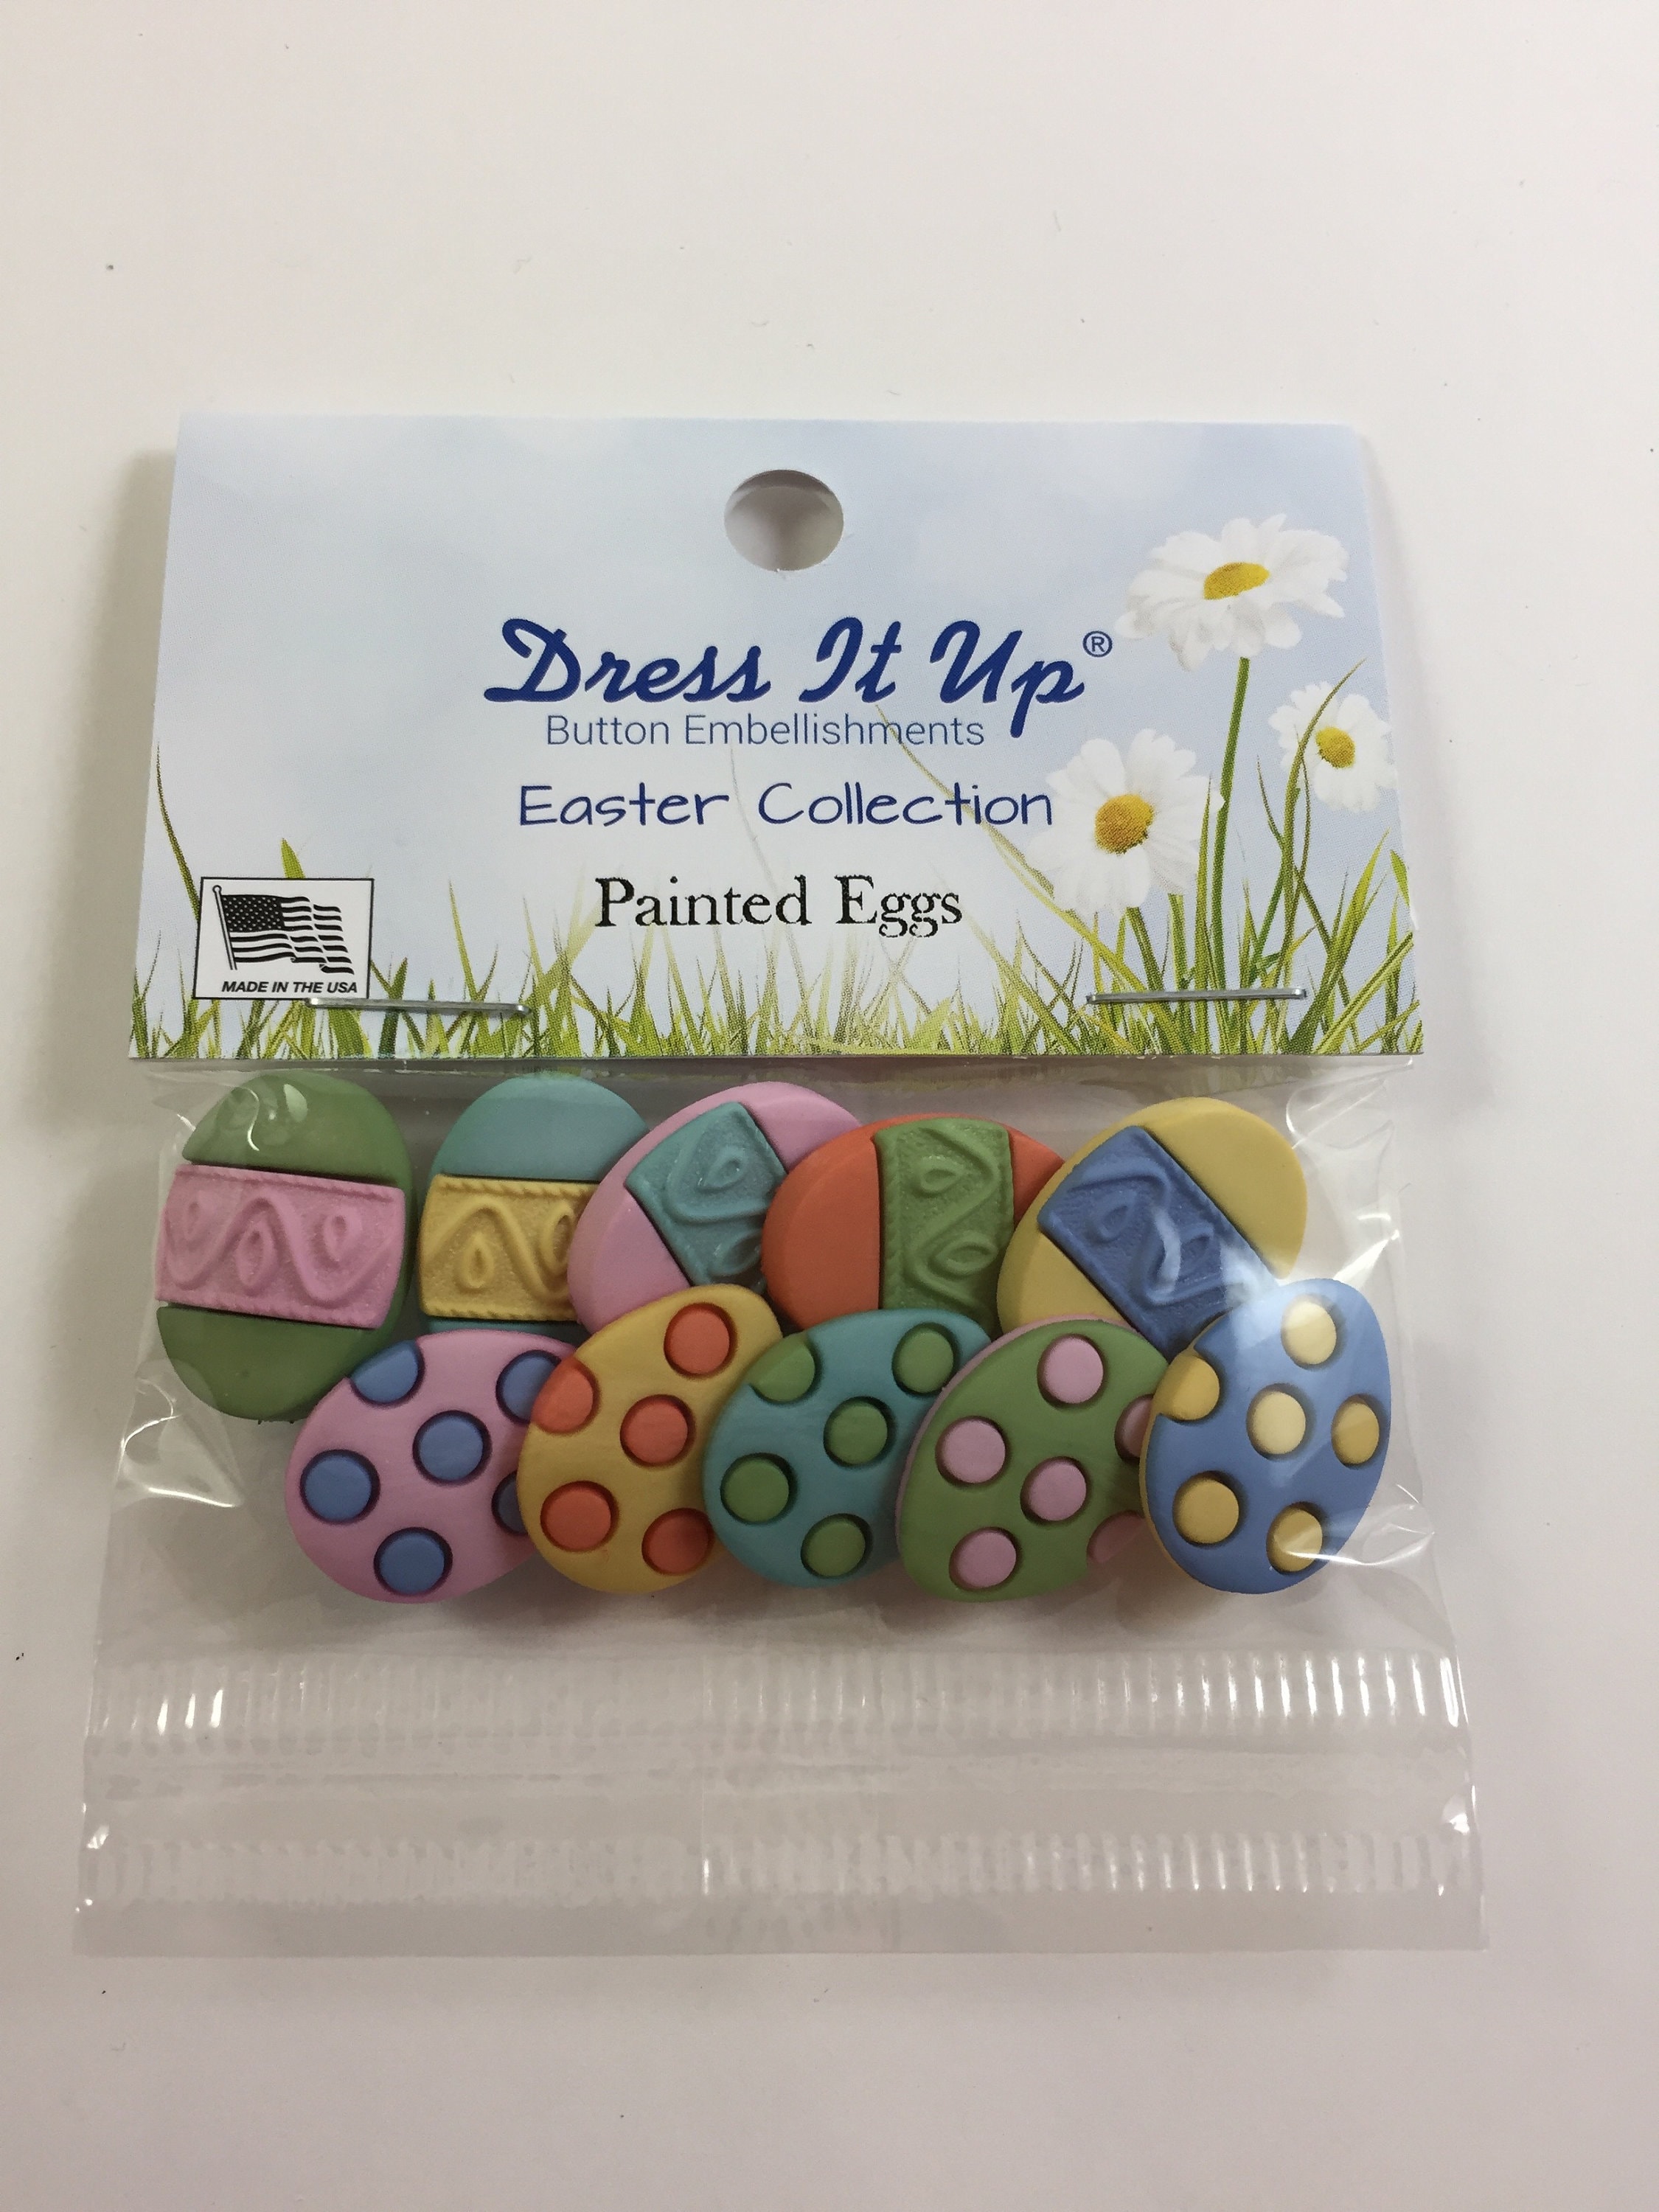 Dress It Up®
Button Embellishments
Easter Collection
Painted Eggs
MADE IN THE USA